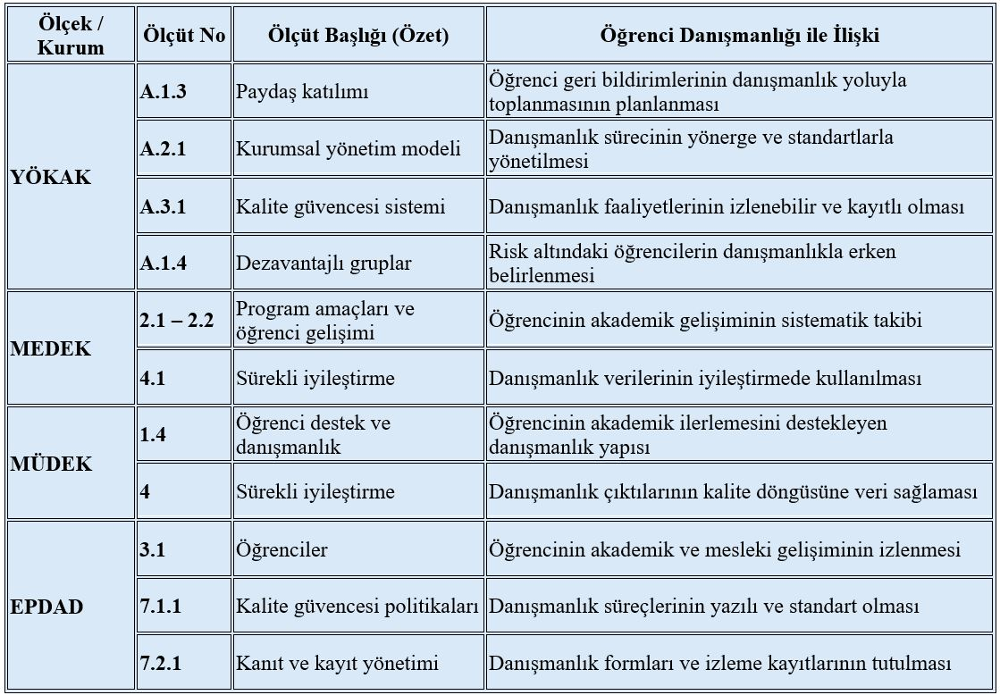 Ölçek /
Kurum
Ölçüt No
Ölçüt Başlığı (Özet)
Öğrenci Danışmanlığı ile İlişki
YÖKAK
A.1.3
Paydaş katılımı
Öğrenci geri bildirimlerinin danışmanlık yoluyla
toplanmasının planlanması
A.2.1
Kurumsal yönetim modeli
Danışmanlık sürecinin yönerge ve standartlarla
yönetilmesi
A.3.1
Kalite güvencesi sistemi
Danışmanlık faaliyetlerinin izlenebilir ve kayıtlı olması
A.1.4
Dezavantajlı gruplar
Risk altındaki öğrencilerin danışmanlıkla erken
belirlenmesi
MEDEK
2.1 – 2.2
Program amaçları ve
öğrenci gelişimi
Öğrencinin akademik gelişiminin sistematik takibi
4.1
Sürekli iyileştirme
Danışmanlık verilerinin iyileştirmede kullanılması
MÜDEK
1.4
Öğrenci destek ve
danışmanlık
Öğrencinin akademik ilerlemesini destekleyen
danışmanlık yapısı
4
Sürekli iyileştirme
Danışmanlık çıktılarının kalite döngüsüne veri sağlaması
EPDAD
3.1
Öğrenciler
Öğrencinin akademik ve mesleki gelişiminin izlenmesi
7.1.1
Kalite güvencesi politikaları
Danışmanlık süreçlerinin yazılı ve standart olması
7.2.1
Kanıt ve kayıt yönetimi
Danışmanlık formları ve izleme kayıtlarının tutulması